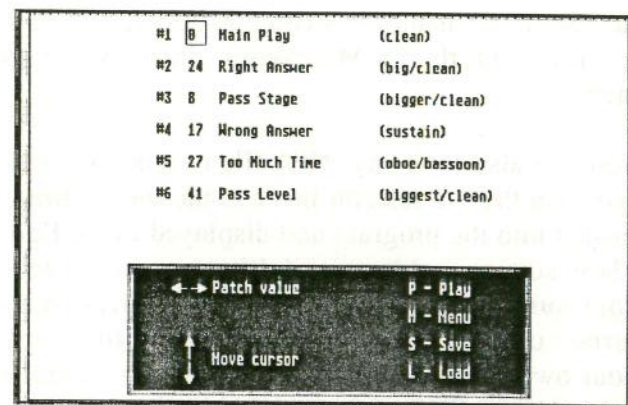 #1 0 Main Play (clean)
#2 24 Right Answer (big/clean)
#3 8 Pass Stage (bigger/clean)
#4 17 Wrong Answer (sustain)
#5 27 Too Much Time (oboe/bassoon)
#6 41 Pass Level (biggest/clean)
Patch value P - Play
M - Menu
S - Save
Move cursor
L - Load